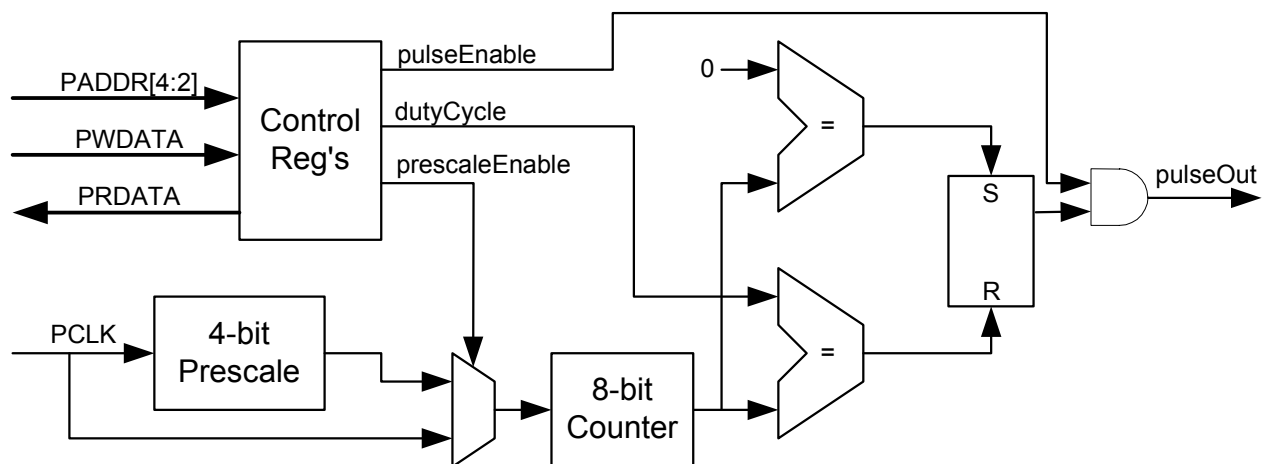 pulseEnable
0
PADDR[4:2]
dutyCycle
Control
Reg's
=
PWDATA
prescaleEnable
PRDATA
S
pulseOut
R
PCLK
4-bit
Prescale
=
8-bit
Counter